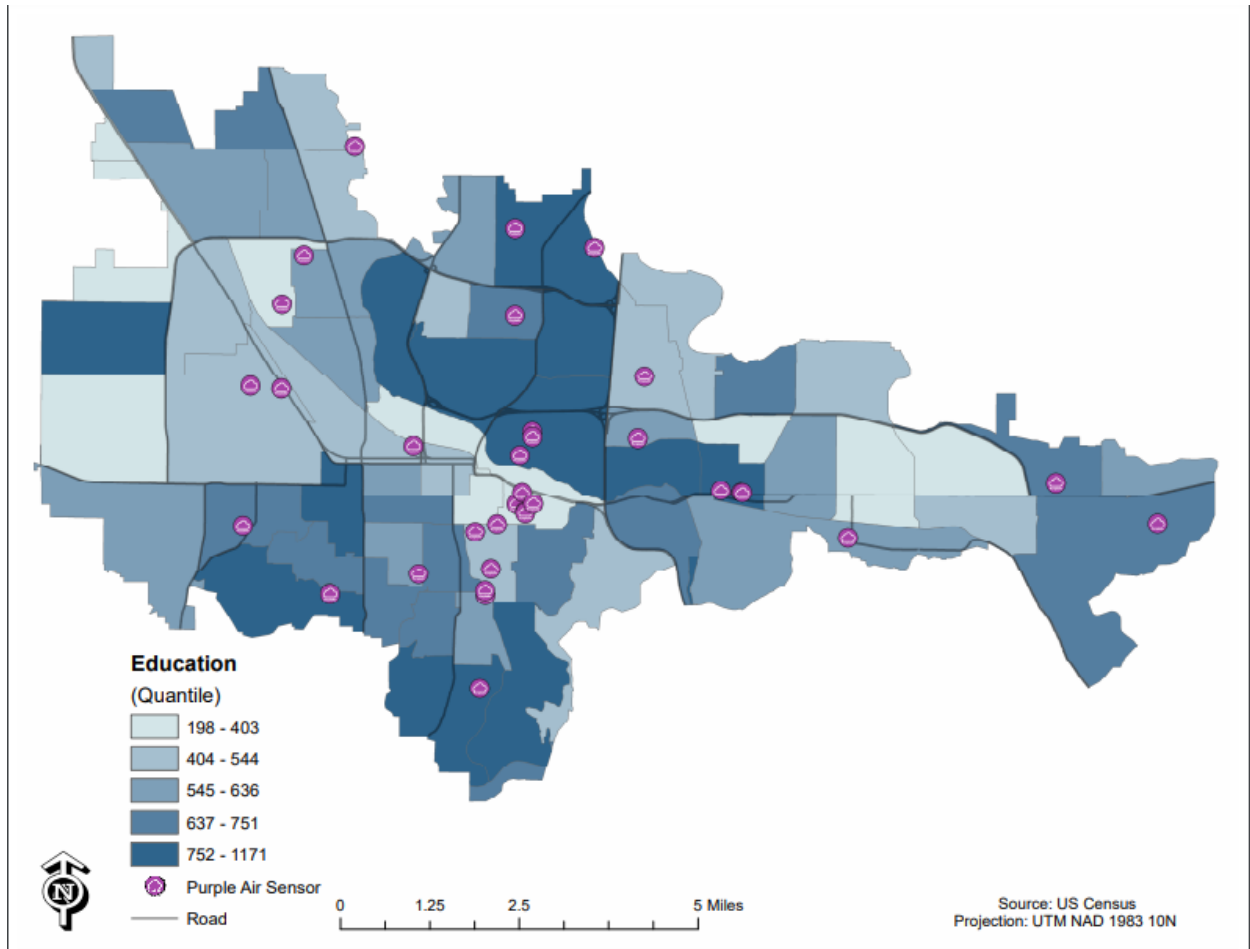 Education
(Quantile)
198 - 403
404 - 544
545 - 636
637 - 751
752 - 1171
Purple Air Sensor
Road
N
0 1.25 2.5 5 Miles
Source: US Census
Projection: UTM NAD 1983 10N